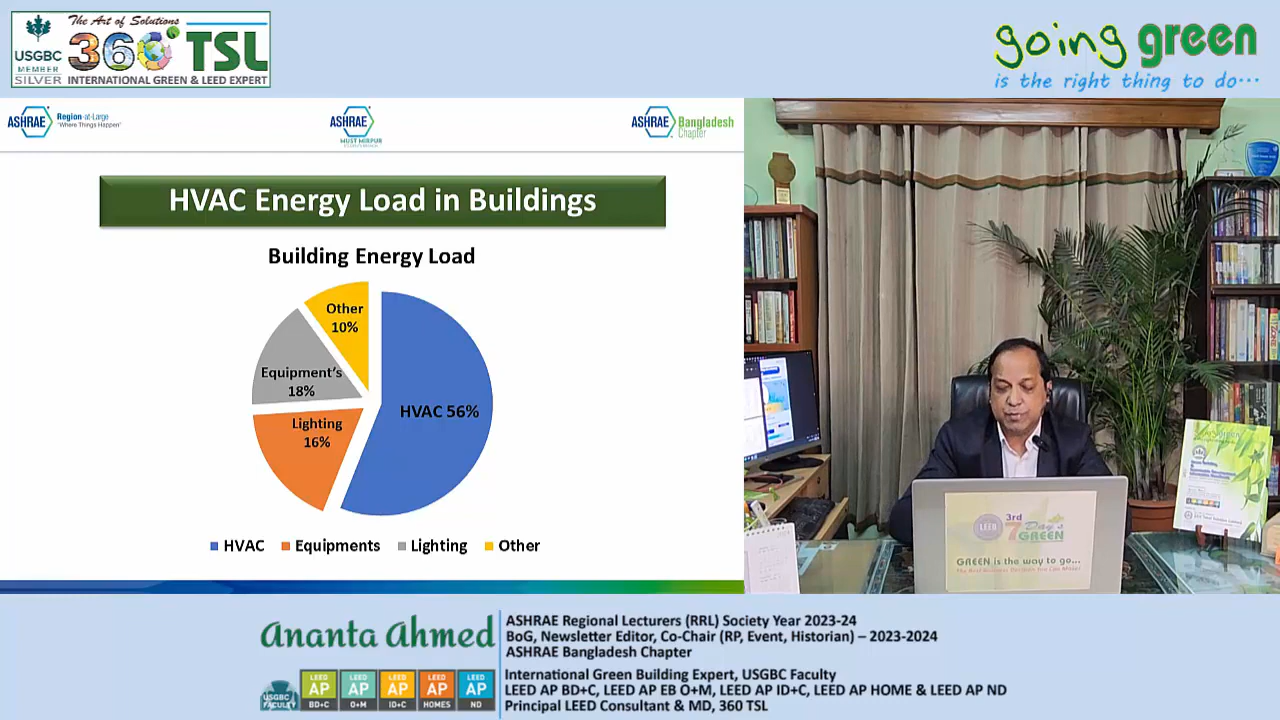 The Art of Solutions
USGBC
MEMBER
SILVER
360° TSL
INTERNATIONAL GREEN & LEED EXPERT
going green
is the right thing to do...
ASHRAE Region-at-Large
"Where Things Happen"
ASHRAE
ASHRAE Bangladesh
Chapter
HVAC Energy Load in Buildings
Building Energy Load
Other
10%
Equipment's
18%
Lighting
16%
HVAC 56%
HVAC Equipments Lighting Other
LEED
3rd
7 Day's
GREEN
GREEN is the way to go...
Ananta Ahmed
ASHRAE Regional Lecturers (RRL) Society Year 2023-24
BoG, Newsletter Editor, Co-Chair (RP, Event, Historian) – 2023-2024
ASHRAE Bangladesh Chapter
USGBC
FACULTY
LEED
AP
BD+C
LEED
AP
O+M
LEED
AP
ID+C
LEED
AP
HOMES
LEED
AP
ND
International Green Building Expert, USGBC Faculty
LEED AP BD+C, LEED AP EB O+M, LEED AP ID+C, LEED AP HOME & LEED AP ND
Principal LEED Consultant & MD, 360 TSL